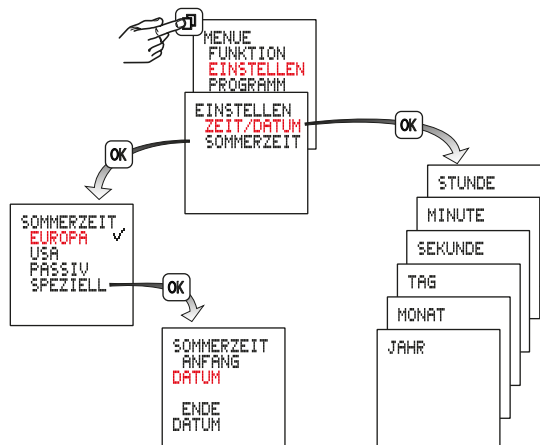 MENUE
FUNKTION
EINSTELLEN
PROGRAMM
EINSTELLEN
ZEIT/DATUM
SOMMERZEIT
OK
OK
SOMMERZEIT
EUROPA ✓
USA
PASSIV
SPEZIELL
OK
SOMMERZEIT
ANFANG
DATUM
ENDE
DATUM
STUNDE
MINUTE
SEKUNDE
TAG
MONAT
JAHR